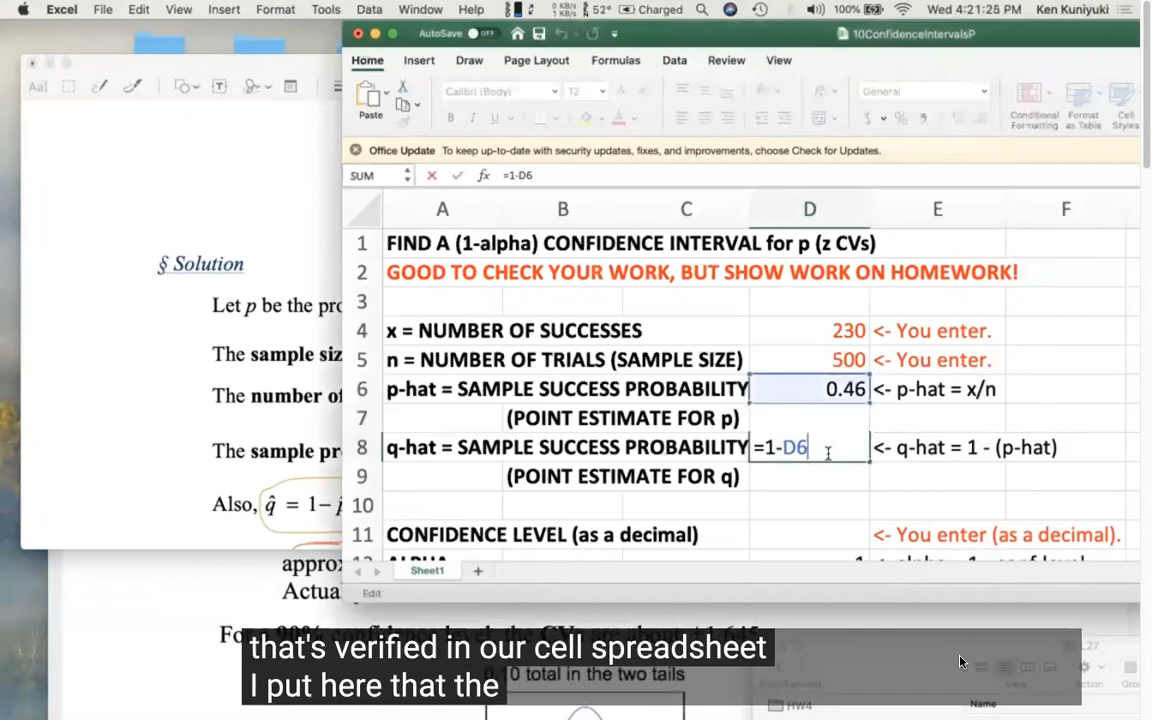 Excel File Edit View Insert Format Tools Data Window Help 52° Charged 100% Wed 4:21:25 PM Ken Kuniyuki
AutoSave OFF 10ConfidenceIntervalsP
Home Insert Draw Page Layout Formulas Data Review View
Paste Calibri (Body) 12 General Conditional Formatting Format as Table Cell Styles
Office Update To keep up-to-date with security updates, fixes, and improvements, choose Check for Updates.
SUM fx =1-D6
A B C D E F
1 FIND A (1-alpha) CONFIDENCE INTERVAL for p (z CVs)
2 GOOD TO CHECK YOUR WORK, BUT SHOW WORK ON HOMEWORK!
3
4 x = NUMBER OF SUCCESSES 230 <- You enter.
5 n = NUMBER OF TRIALS (SAMPLE SIZE) 500 <- You enter.
6 p-hat = SAMPLE SUCCESS PROBABILITY 0.46 <- p-hat = x/n
7 (POINT ESTIMATE FOR p)
8 q-hat = SAMPLE SUCCESS PROBABILITY =1-D6 <- q-hat = 1 - (p-hat)
9 (POINT ESTIMATE FOR q)
10
11 CONFIDENCE LEVEL (as a decimal) <- You enter (as a decimal).
Sheet1 +
Edit
§ Solution
Let p be the
The sample
The number
The sample
Also, q̂ = 1−
Actua
that's verified in our cell spreadsheet
I put here that the
0.10 total in the two tails
HW4 Name